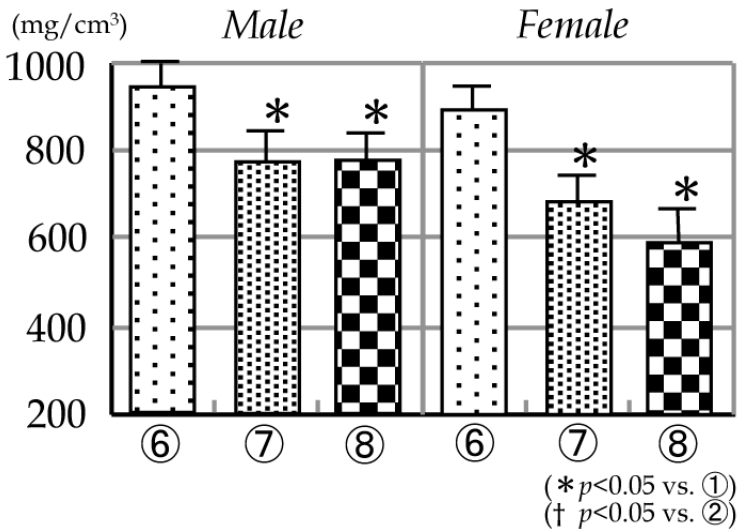 (mg/cm³) Male Female
1000
* *
800
*
*
600
400
200
⑥ ⑦ ⑧ ⑥ ⑦ ⑧
(* p<0.05 vs. ①)
(† p<0.05 vs. ②)